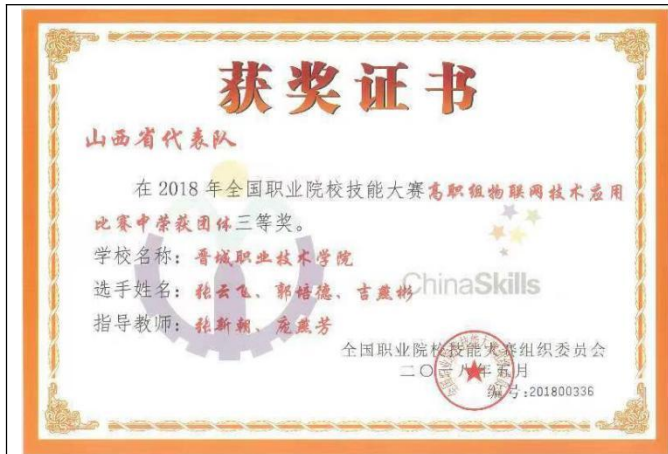 获奖证书
山西省代表队
在 2018 年全国职业院校技能大赛高职组物联网技术应用
比赛中荣获团体三等奖。
学校名称：晋城职业技术学院
ChinaSkills
选手姓名：张云飞、郭培德、吉燕彬
指导教师：张新朝、庞燕芳
全国职业院校技能大赛组织委员会
二〇一八年五月
编号:201800336